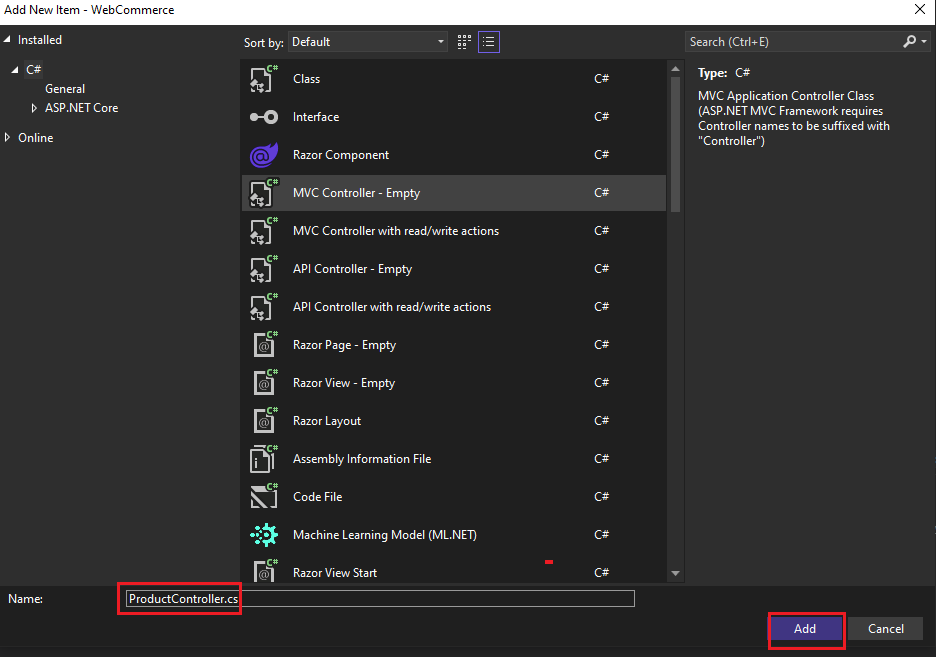 Add New Item - WebCommerce
Installed
C#
General
ASP.NET Core
Online
Sort by: Default
Search (Ctrl+E)
Class C#
Interface C#
Razor Component C#
MVC Controller - Empty C#
MVC Controller with read/write actions C#
API Controller - Empty C#
API Controller with read/write actions C#
Razor Page - Empty C#
Razor View - Empty C#
Razor Layout C#
Assembly Information File C#
Code File C#
Machine Learning Model (ML.NET) C#
Razor View Start C#
Type: C#
MVC Application Controller Class
(ASP.NET MVC Framework requires
Controller names to be suffixed with
"Controller")
Name: ProductController.cs
Add Cancel